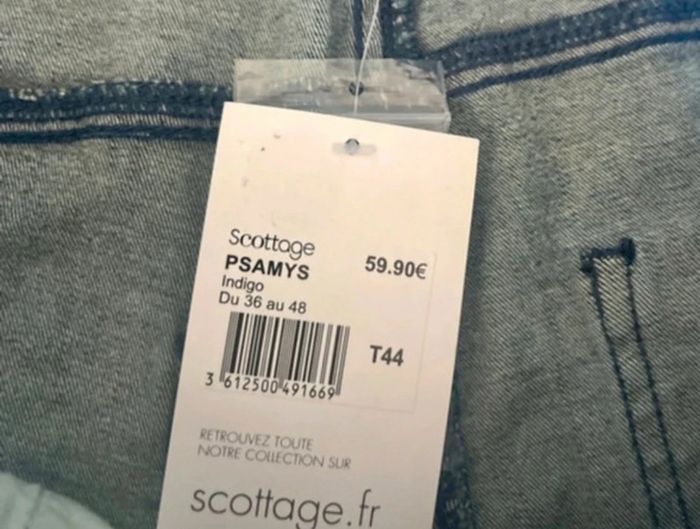 Scottage
PSAMYS
59.90€
Indigo
Du 36 au 48
T44
3 612500 491669
RETROUVEZ TOUTE
NOTRE COLLECTION SUR
scottage.fr